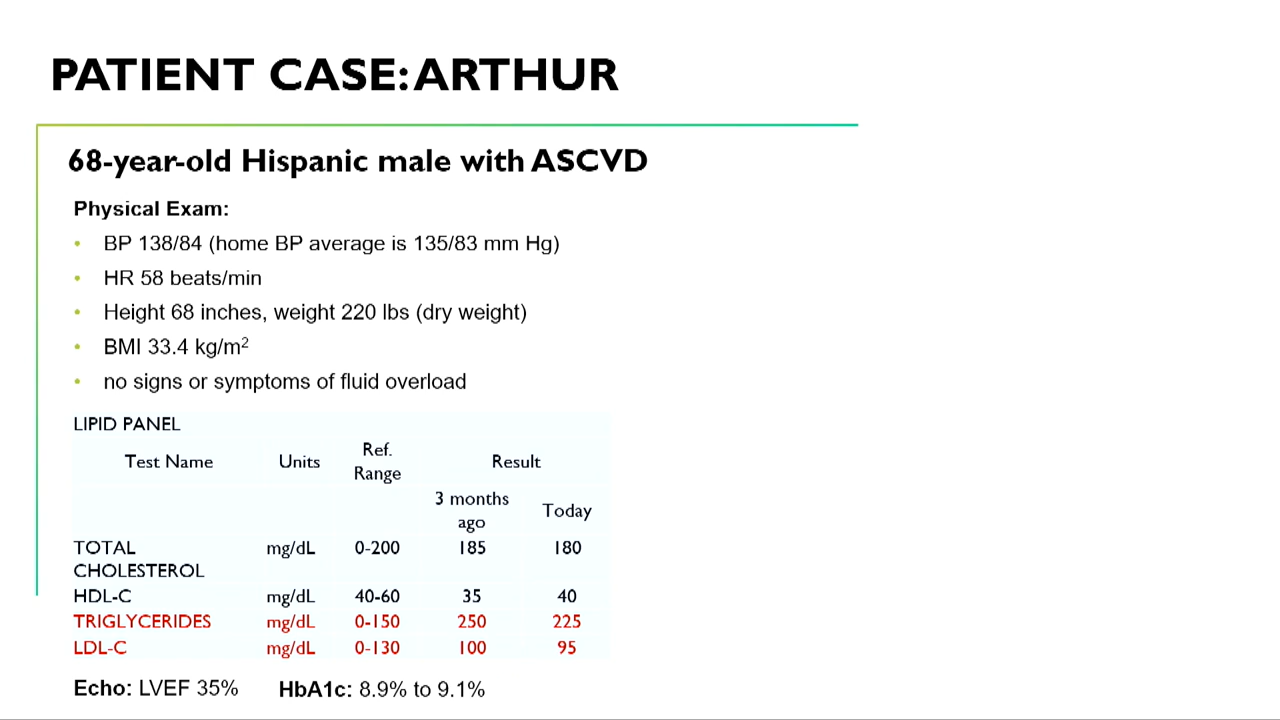 PATIENT CASE: ARTHUR
68-year-old Hispanic male with ASCVD
Physical Exam:
• BP 138/84 (home BP average is 135/83 mm Hg)
• HR 58 beats/min
• Height 68 inches, weight 220 lbs (dry weight)
• BMI 33.4 kg/m²
• no signs or symptoms of fluid overload
LIPID PANEL
Test Name Units Ref. Range Result
3 months ago Today
TOTAL CHOLESTEROL mg/dL 0-200 185 180
HDL-C mg/dL 40-60 35 40
TRIGLYCERIDES mg/dL 0-150 250 225
LDL-C mg/dL 0-130 100 95
Echo: LVEF 35% HbA1c: 8.9% to 9.1%